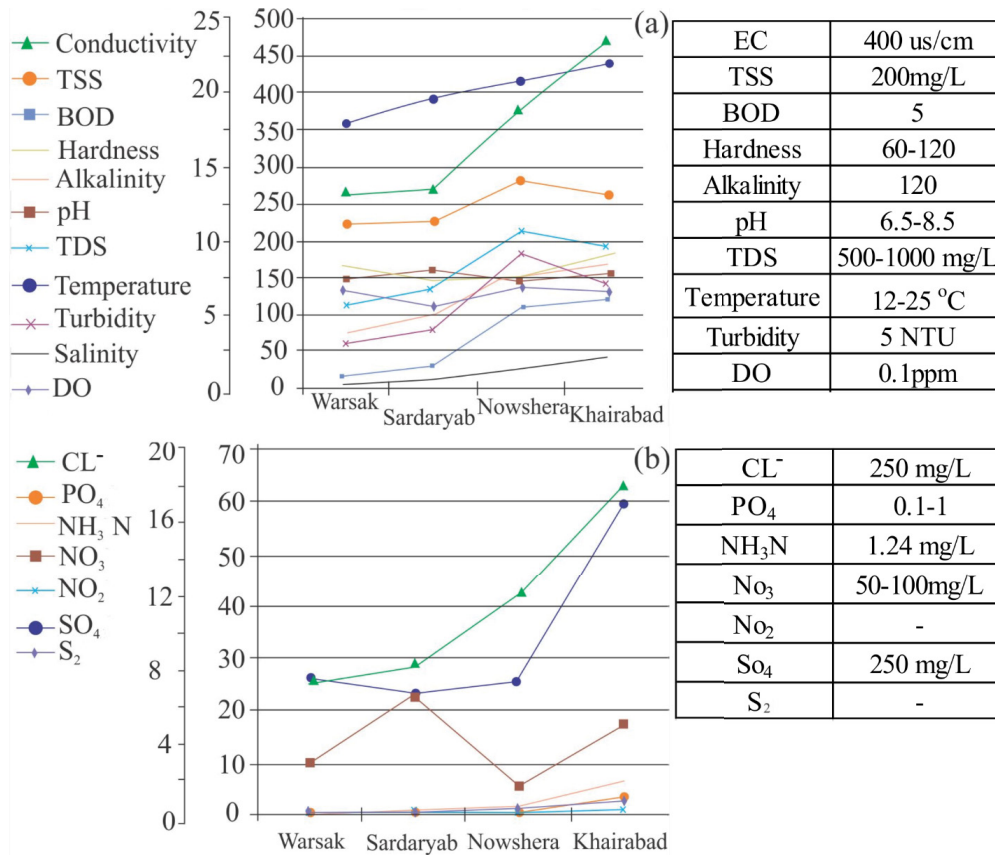 (a)
Conductivity
TSS
BOD
Hardness
Alkalinity
pH
TDS
Temperature
Turbidity
Salinity
DO
25
20
15
10
5
0
500
450
400
350
300
250
200
150
100
50
0
Warsak
Sardaryab
Nowshera
Khairabad
EC 400 us/cm
TSS 200mg/L
BOD 5
Hardness 60-120
Alkalinity 120
pH 6.5-8.5
TDS 500-1000 mg/L
Temperature 12-25 °C
Turbidity 5 NTU
DO 0.1ppm
(b)
CL⁻
PO₄
NH₃ N
NO₃
NO₂
SO₄
S₂
20
16
12
8
4
0
70
60
50
40
30
20
10
0
Warsak
Sardaryab
Nowshera
Khairabad
CL⁻ 250 mg/L
PO₄ 0.1-1
NH₃N 1.24 mg/L
No₃ 50-100mg/L
No₂ -
So₄ 250 mg/L
S₂ -